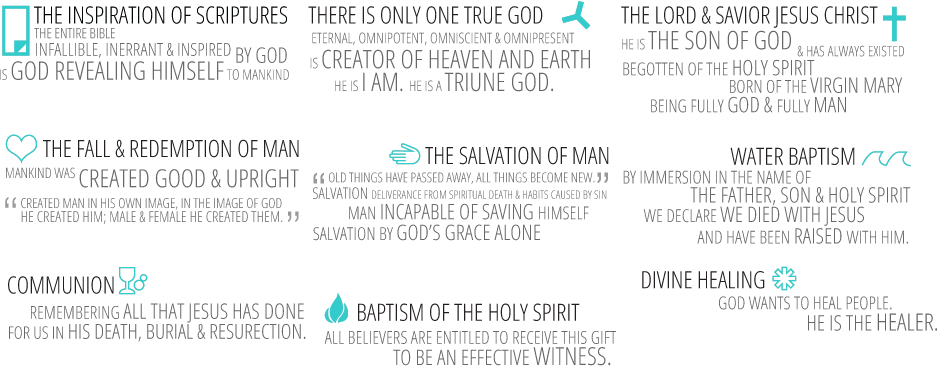 THE INSPIRATION OF SCRIPTURES
THE ENTIRE BIBLE
INFALLIBLE, INERRANT & INSPIRED BY GOD
IS GOD REVEALING HIMSELF TO MANKIND
THERE IS ONLY ONE TRUE GOD
ETERNAL, OMNIPOTENT, OMNISCIENT & OMNIPRESENT
IS CREATOR OF HEAVEN AND EARTH
HE IS I AM. HE IS A TRIUNE GOD.
THE LORD & SAVIOR JESUS CHRIST
HE IS THE SON OF GOD & HAS ALWAYS EXISTED
BEGOTTEN OF THE HOLY SPIRIT
BORN OF THE VIRGIN MARY
BEING FULLY GOD & FULLY MAN
THE FALL & REDEMPTION OF MAN
MANKIND WAS CREATED GOOD & UPRIGHT
“ CREATED MAN IN HIS OWN IMAGE, IN THE IMAGE OF GOD
HE CREATED HIM; MALE & FEMALE HE CREATED THEM. ”
THE SALVATION OF MAN
“ OLD THINGS HAVE PASSED AWAY, ALL THINGS BECOME NEW. ”
SALVATION DELIVERANCE FROM SPIRITUAL DEATH & HABITS CAUSED BY SIN
MAN INCAPABLE OF SAVING HIMSELF
SALVATION BY GOD'S GRACE ALONE
WATER BAPTISM
BY IMMERSION IN THE NAME OF
THE FATHER, SON & HOLY SPIRIT
WE DECLARE WE DIED WITH JESUS
AND HAVE BEEN RAISED WITH HIM.
COMMUNION
REMEMBERING ALL THAT JESUS HAS DONE
FOR US IN HIS DEATH, BURIAL & RESURECTION.
BAPTISM OF THE HOLY SPIRIT
ALL BELIEVERS ARE ENTITLED TO RECEIVE THIS GIFT
TO BE AN EFFECTIVE WITNESS.
DIVINE HEALING
GOD WANTS TO HEAL PEOPLE.
HE IS THE HEALER.